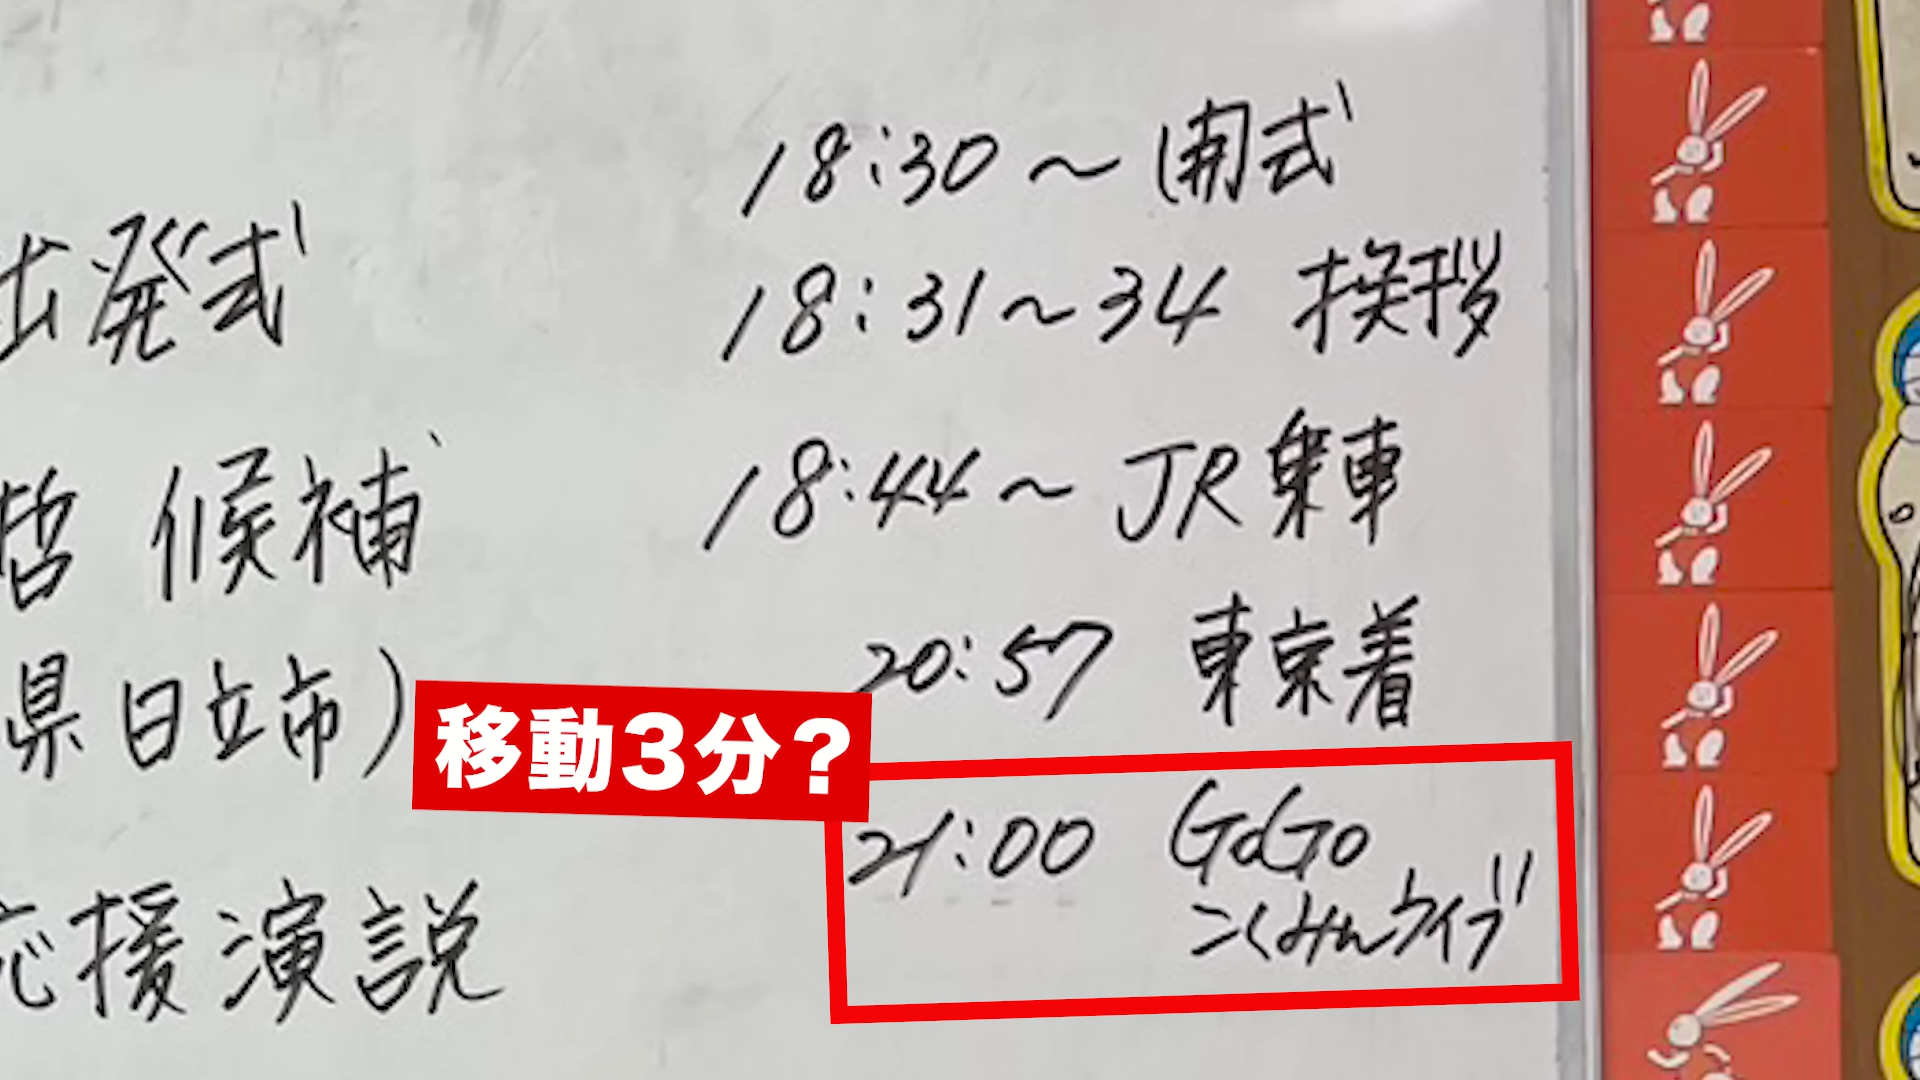 出発式
哲 候補
県日立市)
応援演説
18:30～開式
18:31～34 挨拶
18:44～JR乗車
20:57 東京着
移動3分?
21:00 GoGo
こくみんライブ